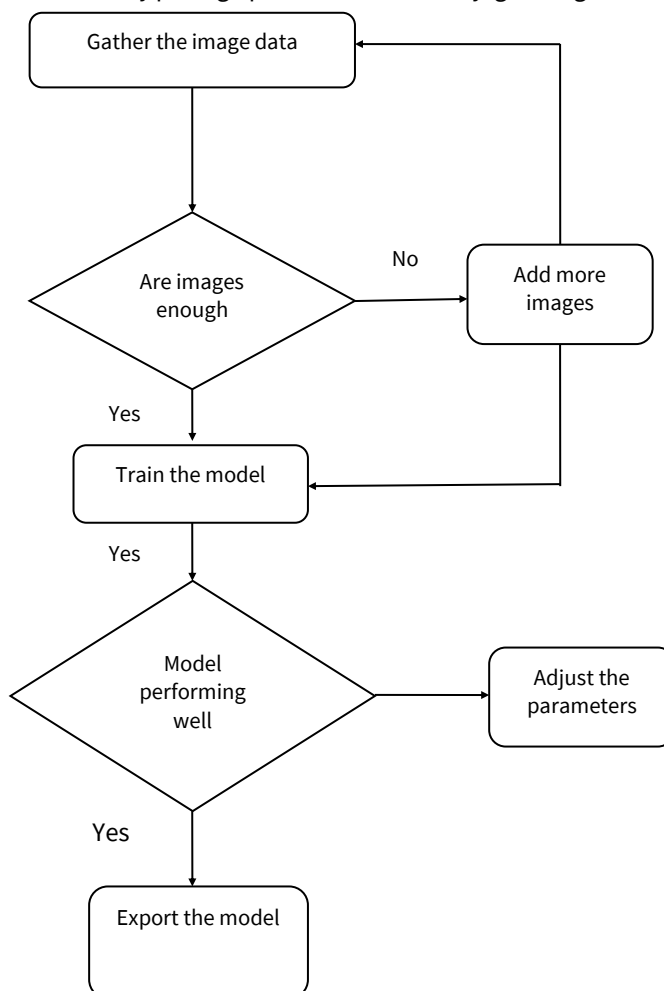 Gather the image data
Are images
enough
No
Add more
images
Yes
Train the model
Yes
Model
performing
well
Adjust the
parameters
Yes
Export the model